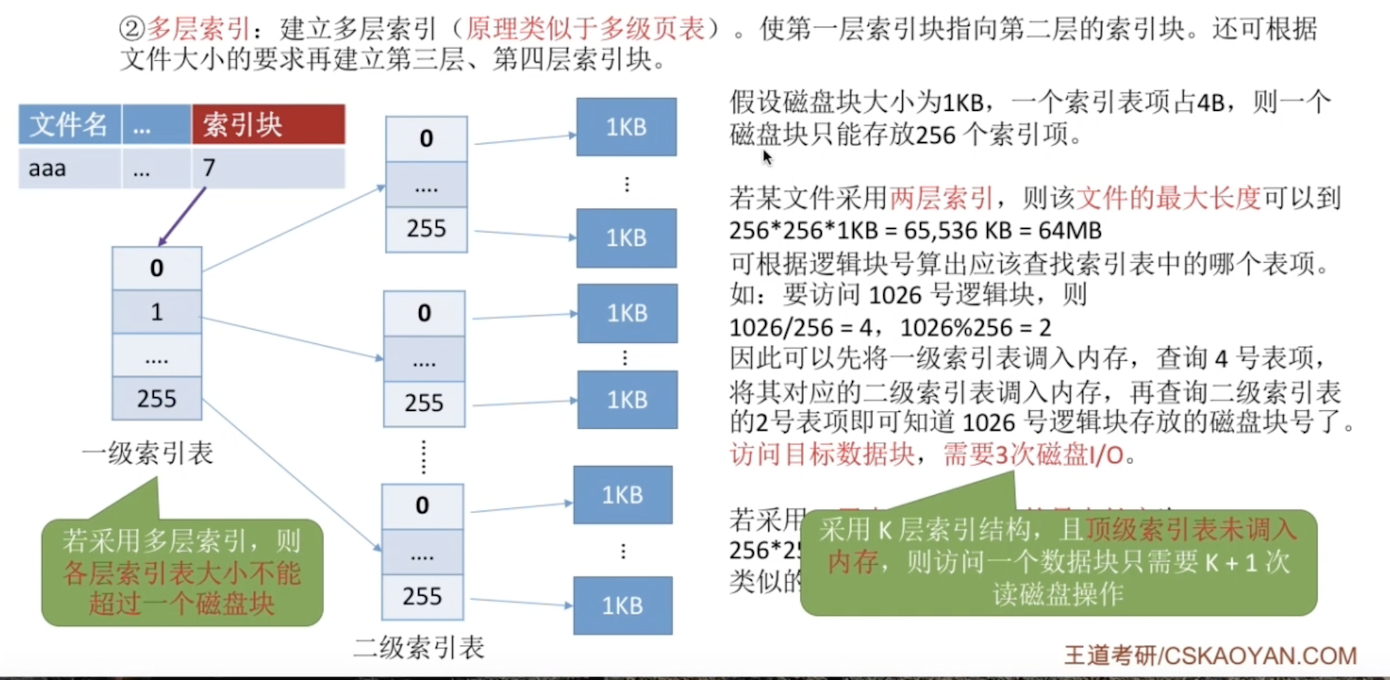 ②多层索引：建立多层索引（原理类似于多级页表）。使第一层索引块指向第二层的索引块。还可根据
文件大小的要求再建立第三层、第四层索引块。
文件名 ... 索引块
aaa ... 7
0
1
....
255
一级索引表
若采用多层索引，则
各层索引表大小不能
超过一个磁盘块
0
....
255
0
....
255
0
....
255
二级索引表
1KB
1KB
1KB
1KB
1KB
1KB
假设磁盘块大小为1KB，一个索引表项占4B，则一个
磁盘块只能存放256 个索引项。
若某文件采用两层索引，则该文件的最大长度可以到
256*256*1KB = 65,536 KB = 64MB
可根据逻辑块号算出应该查找索引表中的哪个表项。
如：要访问 1026 号逻辑块，则
1026/256 = 4，1026%256 = 2
因此可以先将一级索引表调入内存，查询 4 号表项，
将其对应的二级索引表调入内存，再查询二级索引表
的2号表项即可知道 1026 号逻辑块存放的磁盘块号了。
访问目标数据块，需要3次磁盘I/O。
若采用
256*2
类似的
采用 K 层索引结构，且顶级索引表未调入
内存，则访问一个数据块只需要 K + 1 次
读磁盘操作
王道考研/CSKAOYAN.COM